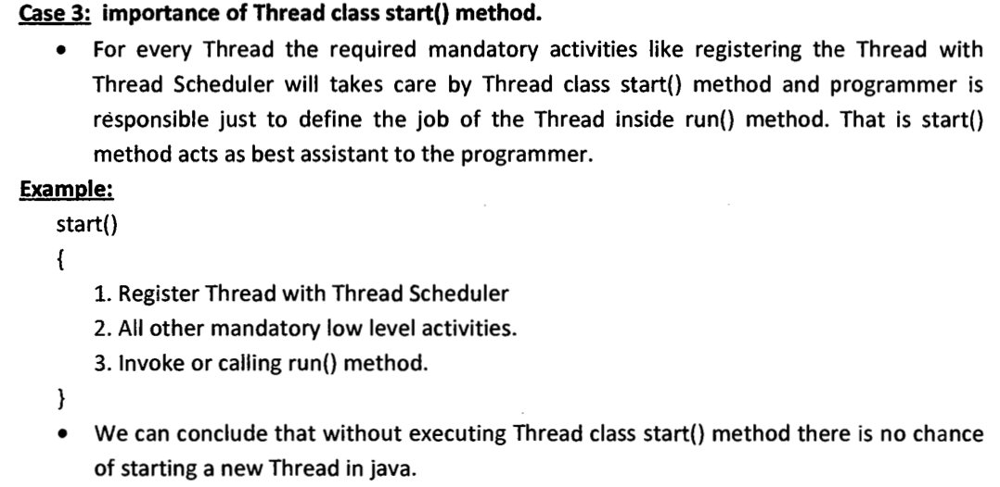 Case 3: importance of Thread class start() method.
• For every Thread the required mandatory activities like registering the Thread with
Thread Scheduler will takes care by Thread class start() method and programmer is
responsible just to define the job of the Thread inside run() method. That is start()
method acts as best assistant to the programmer.
Example:
start()
{
1. Register Thread with Thread Scheduler
2. All other mandatory low level activities.
3. Invoke or calling run() method.
}
• We can conclude that without executing Thread class start() method there is no chance
of starting a new Thread in java.